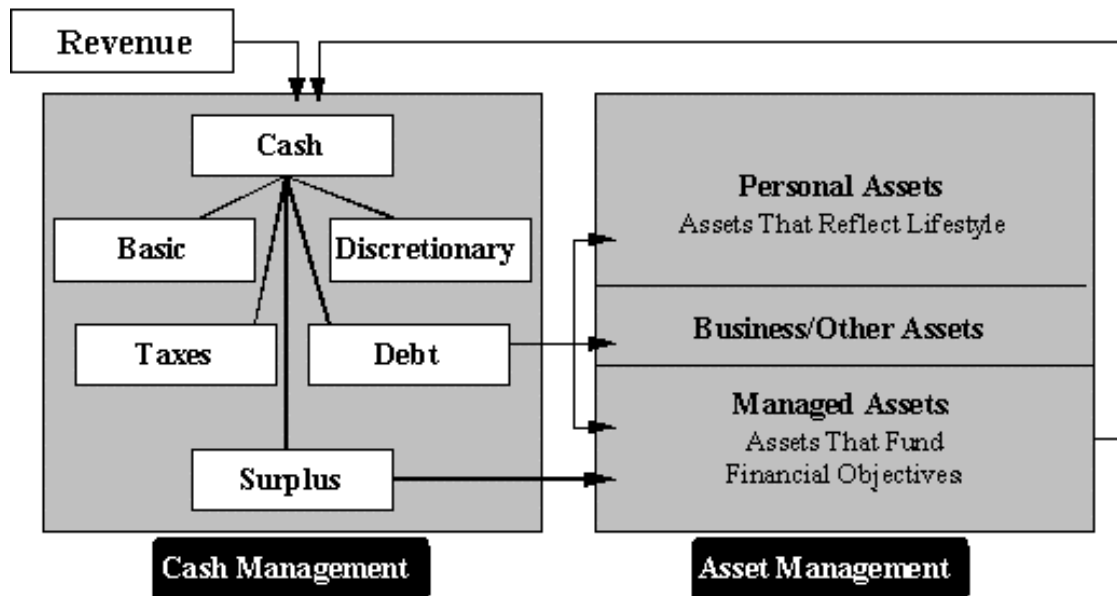 Revenue
Cash
Basic
Discretionary
Taxes
Debt
Surplus
Cash Management
Personal Assets
Assets That Reflect Lifestyle
Business/Other Assets
Managed Assets
Assets That Fund
Financial Objectives
Asset Management